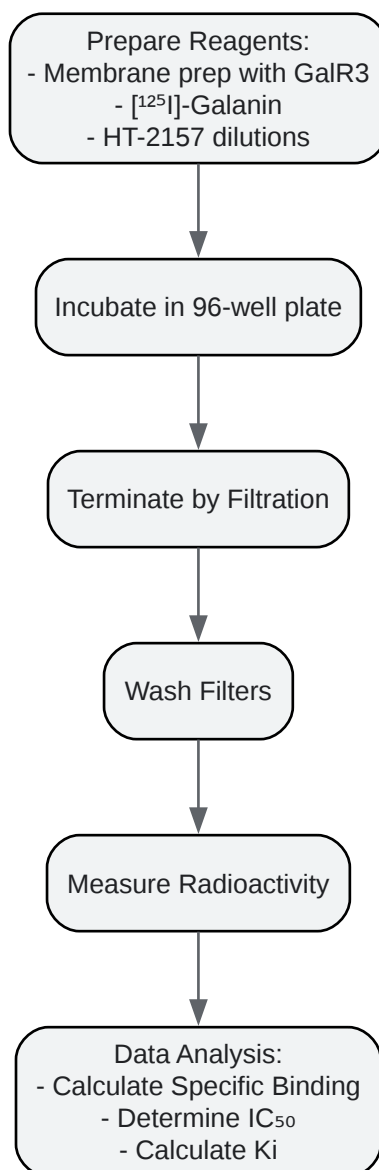 Prepare Reagents:
- Membrane prep with GalR3
- [¹²⁵I]-Galanin
- HT-2157 dilutions
Incubate in 96-well plate
Terminate by Filtration
Wash Filters
Measure Radioactivity
Data Analysis:
- Calculate Specific Binding
- Determine IC₅₀
- Calculate Ki